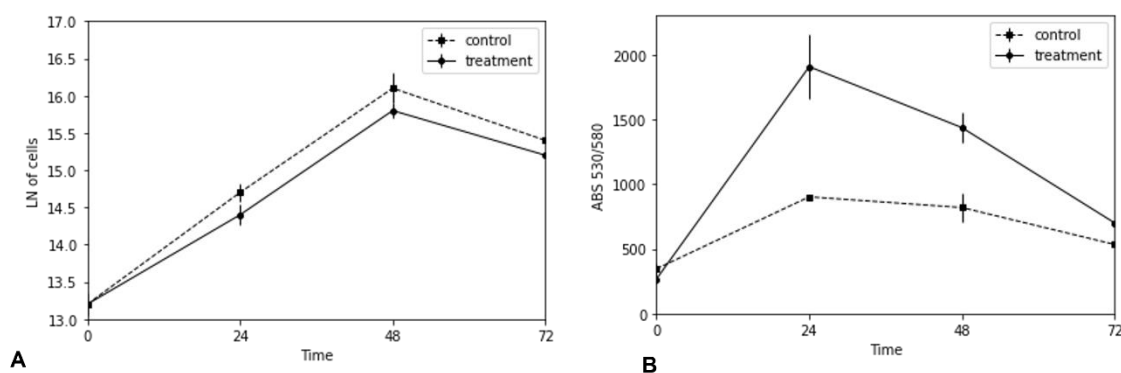 17.0
16.5
16.0
15.5
15.0
14.5
14.0
13.5
13.0
LN of cells
control
treatment
0 24 48 72
Time
A
2000
1500
1000
500
0
ABS 530/580
control
treatment
0 24 48 72
Time
B